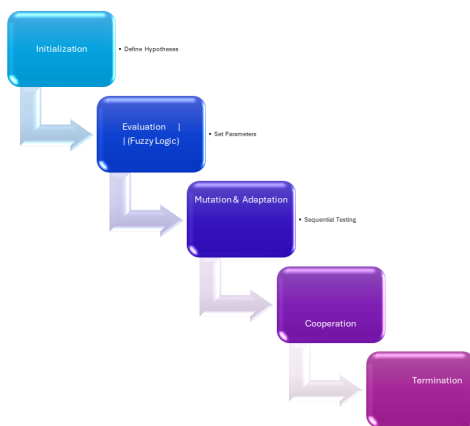 Initialization
• Define Hypotheses
Evaluation |
| (Fuzzy Logic)
• Set Parameters
Mutation & Adaptation
• Sequential Testing
Cooperation
Termination